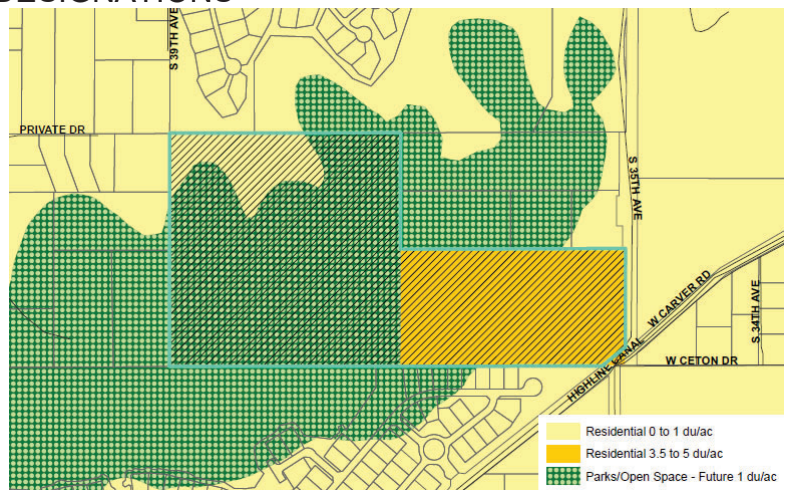 DESIGNATIONS
S 39TH AVE
PRIVATE DR
S 35TH AVE
W CARVER RD
S 34TH AVE
HIGHLINE CANAL
W CETON DR
Residential 0 to 1 du/ac
Residential 3.5 to 5 du/ac
Parks/Open Space - Future 1 du/ac